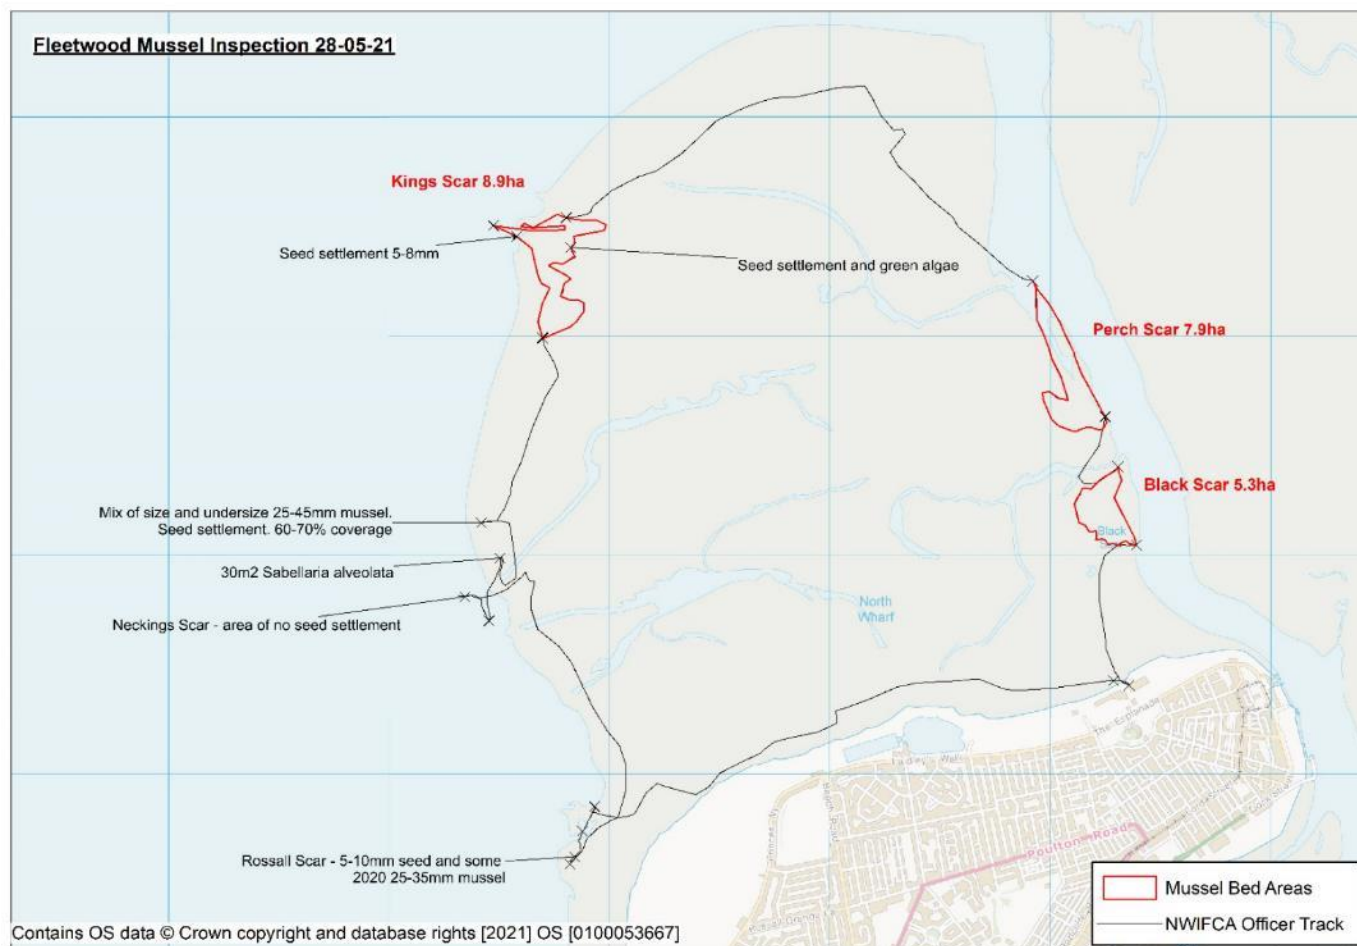 Fleetwood Mussel Inspection 28-05-21
Kings Scar 8.9ha
Seed settlement 5-8mm
Seed settlement and green algae
Perch Scar 7.9ha
Black Scar 5.3ha
Black
Mix of size and undersize 25-45mm mussel.
Seed settlement. 60-70% coverage
30m2 Sabellaria alveolata
Neckings Scar - area of no seed settlement
North
Wharf
The Esplanade
Poulton Road
Rossall Scar - 5-10mm seed and some
2020 25-35mm mussel
Mussel Bed Areas
NWIFCA Officer Track
Contains OS data © Crown copyright and database rights [2021] OS [0100053667]